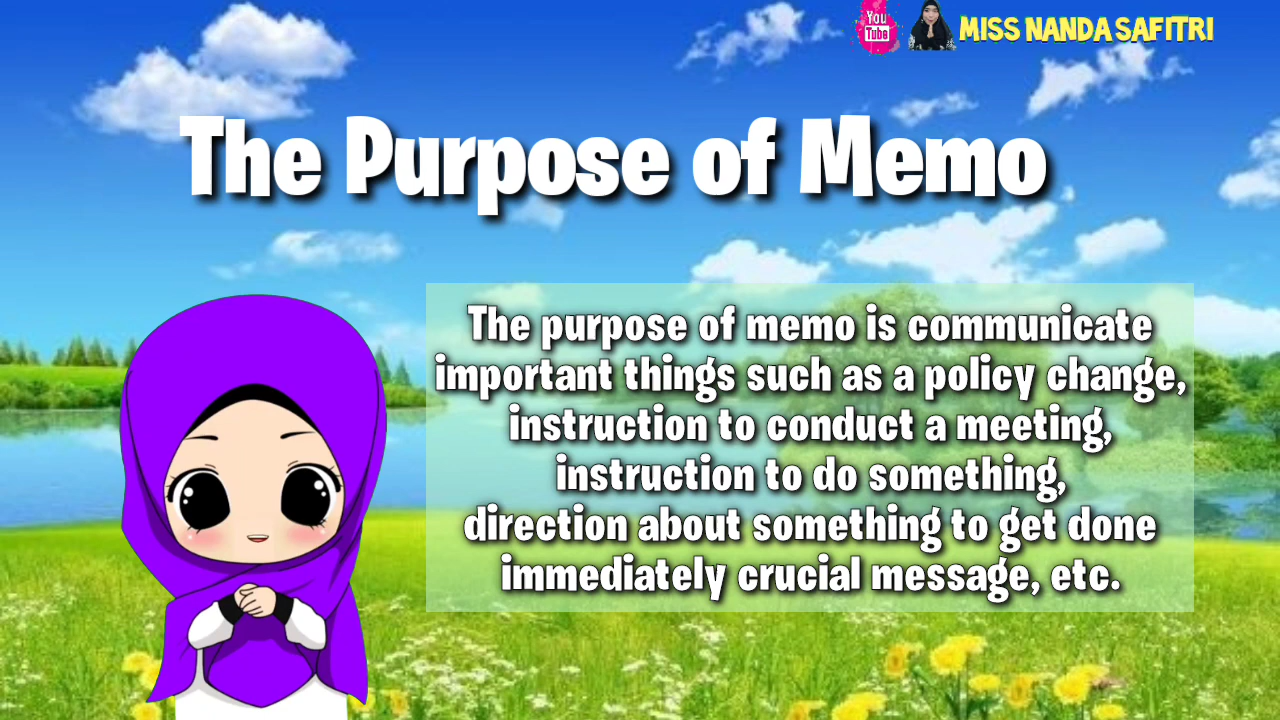 You
Tube
MISS NANDA SAFITRI
The Purpose of Memo
The purpose of memo is communicate
important things such as a policy change,
instruction to conduct a meeting,
instruction to do something,
direction about something to get done
immediately crucial message, etc.